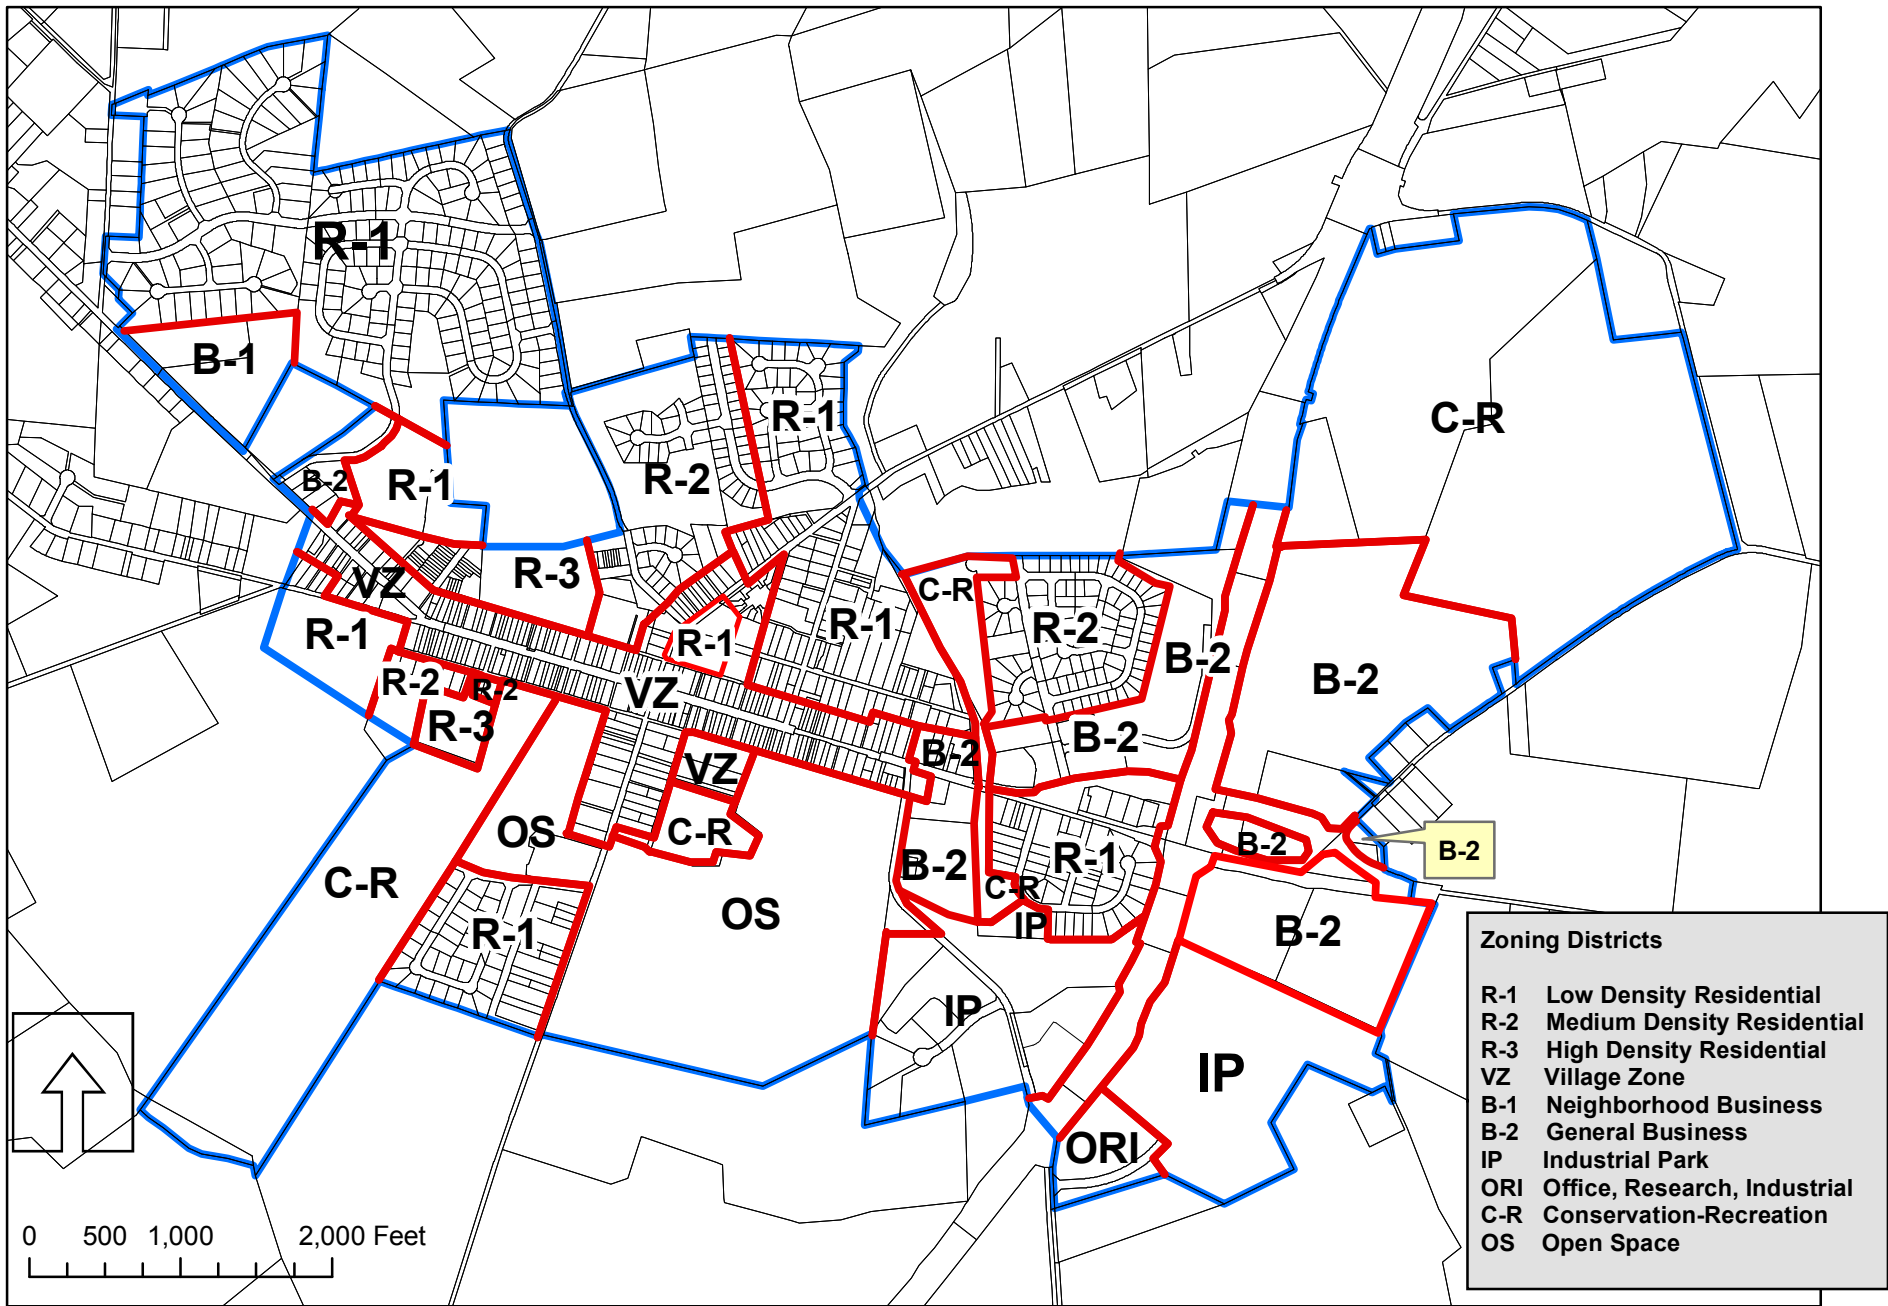 R-1
B-1
R-1
C-R
R-2
B-2
R-1
R-3
VZ
C-R
R-2
R-1
R-1
R-1
B-2
R-2
R-2
B-2
VZ
R-3
B-2
B-2
VZ
OS
C-R
B-2
B-2
R-1
B-2
C-R
C-R
OS
IP
R-1
B-2
IP
IP
ORI
0 500 1,000 2,000 Feet
Zoning Districts
R-1 Low Density Residential
R-2 Medium Density Residential
R-3 High Density Residential
VZ Village Zone
B-1 Neighborhood Business
B-2 General Business
IP Industrial Park
ORI Office, Research, Industrial
C-R Conservation-Recreation
OS Open Space